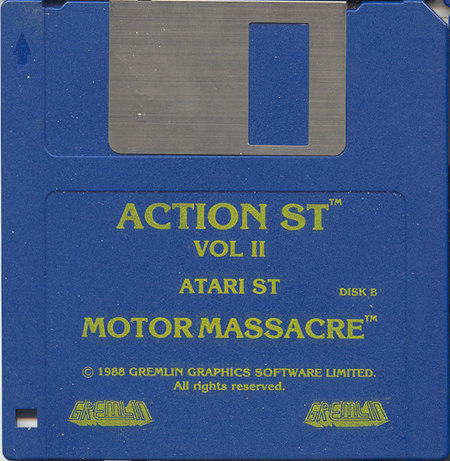 ACTION ST™
VOL II
ATARI ST
DISK B
MOTOR MASSACRE™
© 1988 GREMLIN GRAPHICS SOFTWARE LIMITED.
All rights reserved.
GREMLIN GREMLIN